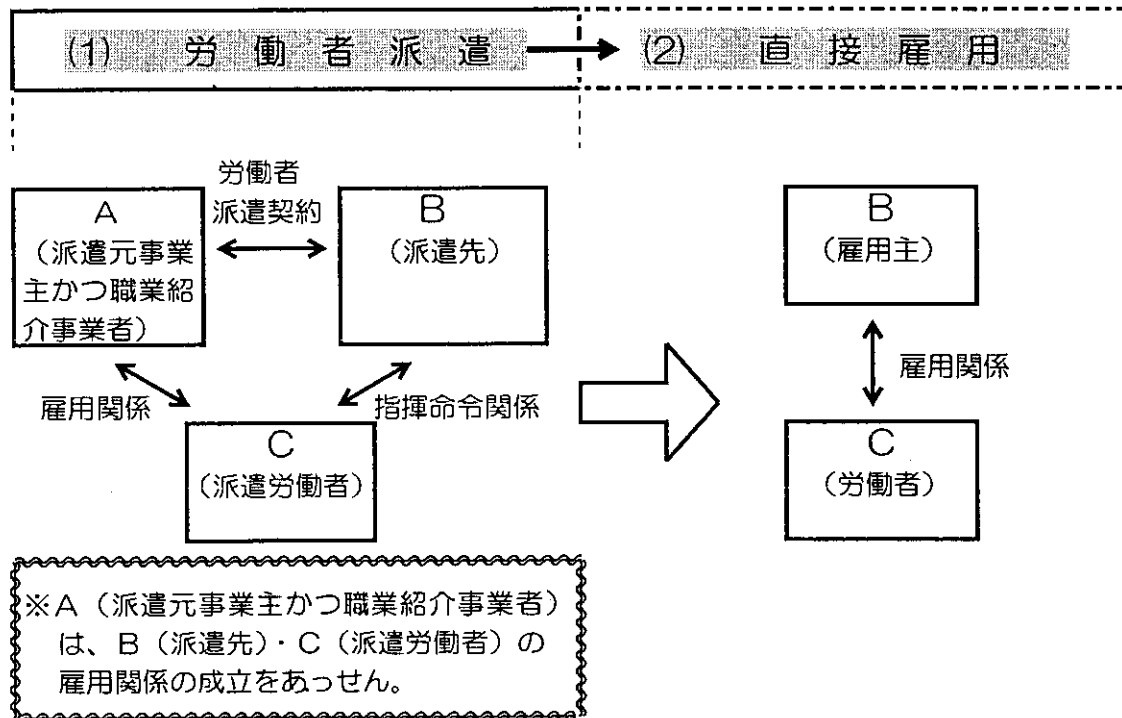 (1) 労働者派遣
(2) 直接雇用
労働者
派遣契約
A
(派遣元事業
主かつ職業紹
介事業者)
B
(派遣先)
雇用関係
指揮命令関係
C
(派遣労働者)
B
(雇用主)
雇用関係
C
(労働者)
※A(派遣元事業主かつ職業紹介事業者)
は、B(派遣先)・C(派遣労働者)の
雇用関係の成立をあっせん。